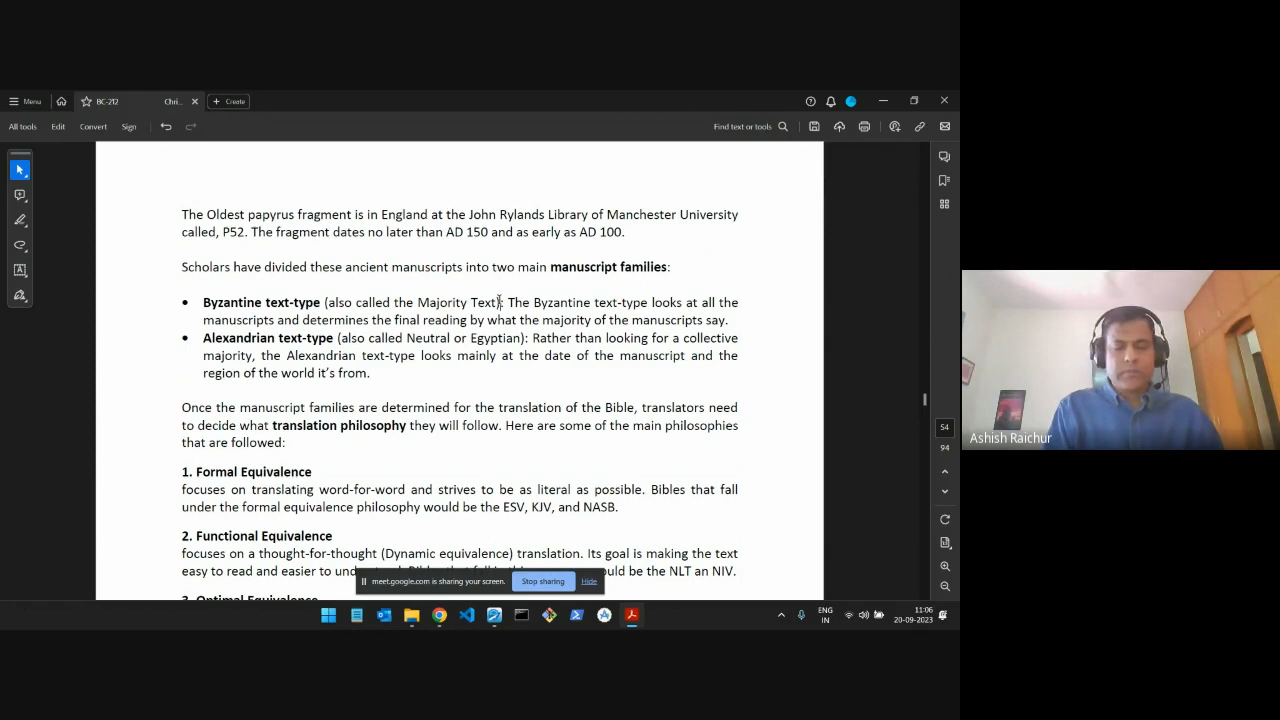 Menu
BC-212
Chri...
Create
All tools
Edit
Convert
Sign
Find text or tools
The Oldest papyrus fragment is in England at the John Rylands Library of Manchester University
called, P52. The fragment dates no later than AD 150 and as early as AD 100.
Scholars have divided these ancient manuscripts into two main manuscript families:
• Byzantine text-type (also called the Majority Text): The Byzantine text-type looks at all the
manuscripts and determines the final reading by what the majority of the manuscripts say.
• Alexandrian text-type (also called Neutral or Egyptian): Rather than looking for a collective
majority, the Alexandrian text-type looks mainly at the date of the manuscript and the
region of the world it's from.
Once the manuscript families are determined for the translation of the Bible, translators need
to decide what translation philosophy they will follow. Here are some of the main philosophies
that are followed:
1. Formal Equivalence
focuses on translating word-for-word and strives to be as literal as possible. Bibles that fall
under the formal equivalence philosophy would be the ESV, KJV, and NASB.
2. Functional Equivalence
focuses on a thought-for-thought (Dynamic equivalence) translation. Its goal is making the text
easy to read and easier to would be the NLT an NIV.
3. Optimal Equivalence
meet.google.com is sharing your screen.
Stop sharing
Hide
54
94
ENG
IN
11:06
20-09-2023
Ashish Raichur